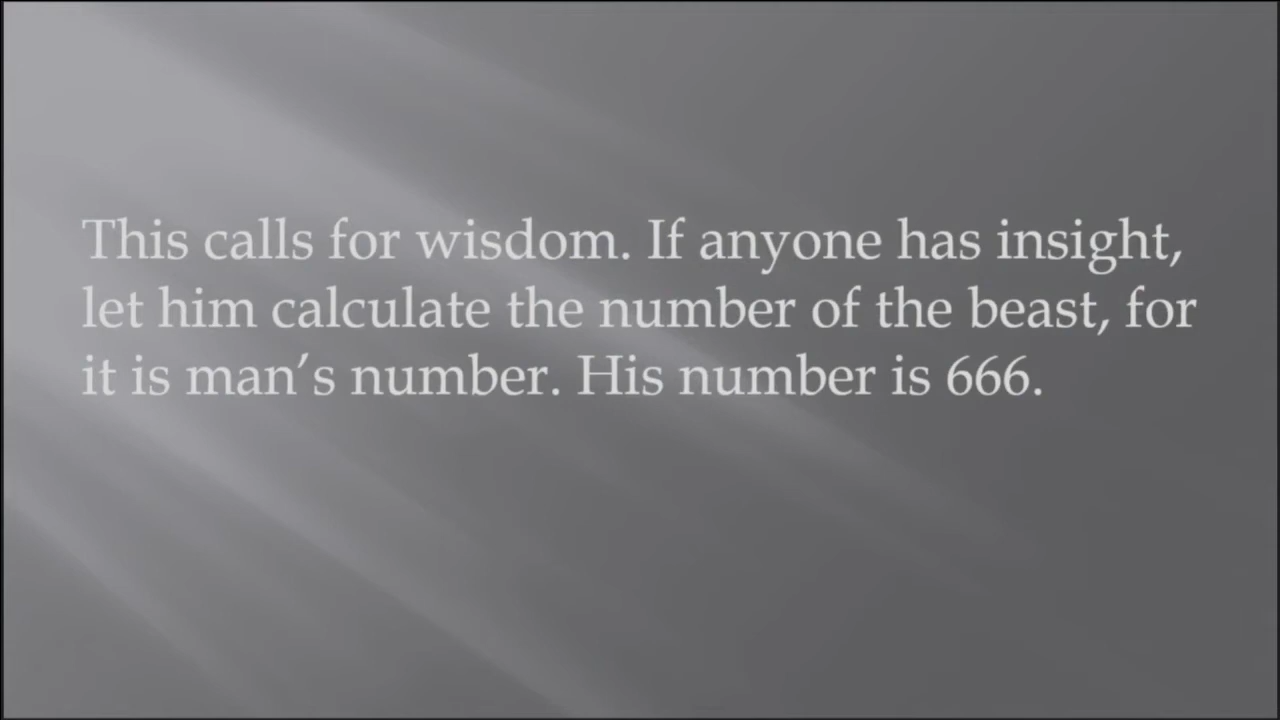 This calls for wisdom. If anyone has insight,
let him calculate the number of the beast, for
it is man’s number. His number is 666.